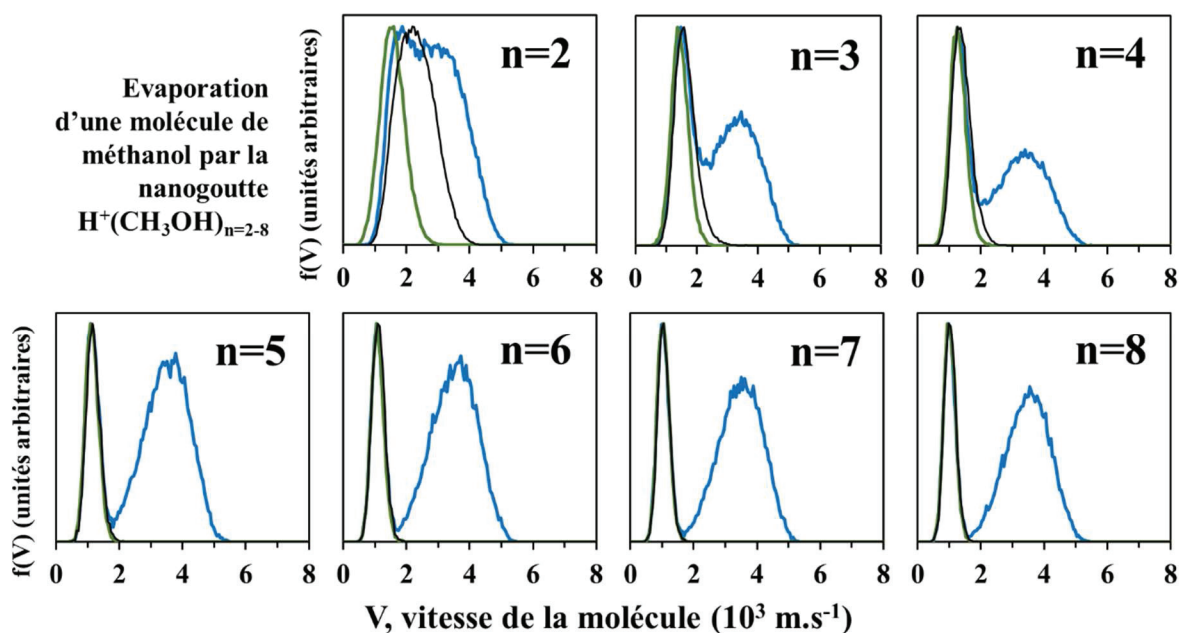 Evaporation
d’une molécule de
méthanol par la
nanogoutte
H⁺(CH₃OH)ₙ₌₂₋₈
f(V) (unités arbitraires)
n=2
n=3
n=4
0 2 4 6 8
0 2 4 6 8
0 2 4 6 8
f(V) (unités arbitraires)
n=5
n=6
n=7
n=8
0 2 4 6 8
0 2 4 6 8
0 2 4 6 8
0 2 4 6 8
V, vitesse de la molécule (10³ m.s⁻¹)